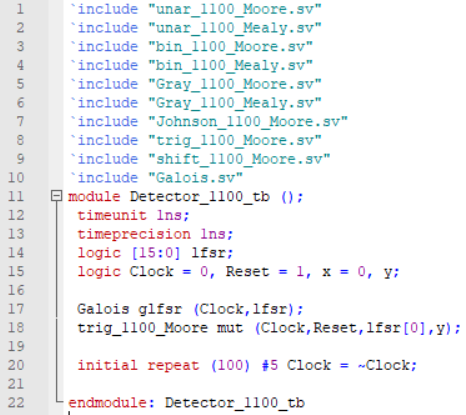 1 `include "unar_1100_Moore.sv"
2 `include "unar_1100_Mealy.sv"
3 `include "bin_1100_Moore.sv"
4 `include "bin_1100_Mealy.sv"
5 `include "Gray_1100_Moore.sv"
6 `include "Gray_1100_Mealy.sv"
7 `include "Johnson_1100_Moore.sv"
8 `include "trig_1100_Moore.sv"
9 `include "shift_1100_Moore.sv"
10 `include "Galois.sv"
11 module Detector_1100_tb ();
12 timeunit 1ns;
13 timeprecision 1ns;
14 logic [15:0] lfsr;
15 logic Clock = 0, Reset = 1, x = 0, y;
16
17 Galois glfsr (Clock,lfsr);
18 trig_1100_Moore mut (Clock,Reset,lfsr[0],y);
19
20 initial repeat (100) #5 Clock = ~Clock;
21
22 endmodule: Detector_1100_tb